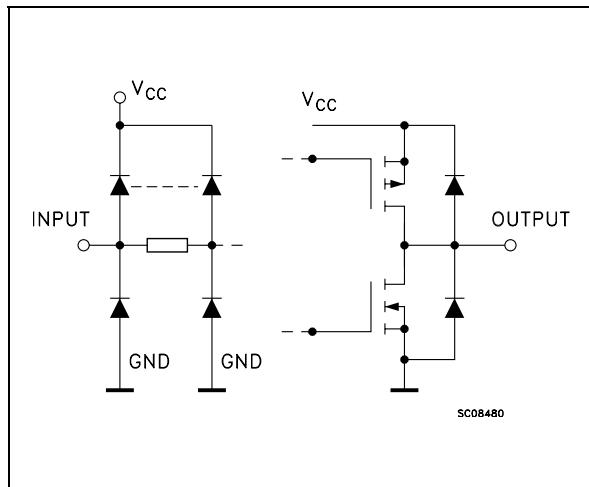 VCC
VCC
INPUT
OUTPUT
GND
GND
SC08480